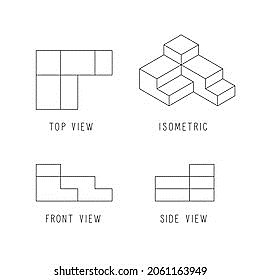 TOP VIEW
ISOMETRIC
FRONT VIEW
SIDE VIEW
shutterstock.com · 2061163949